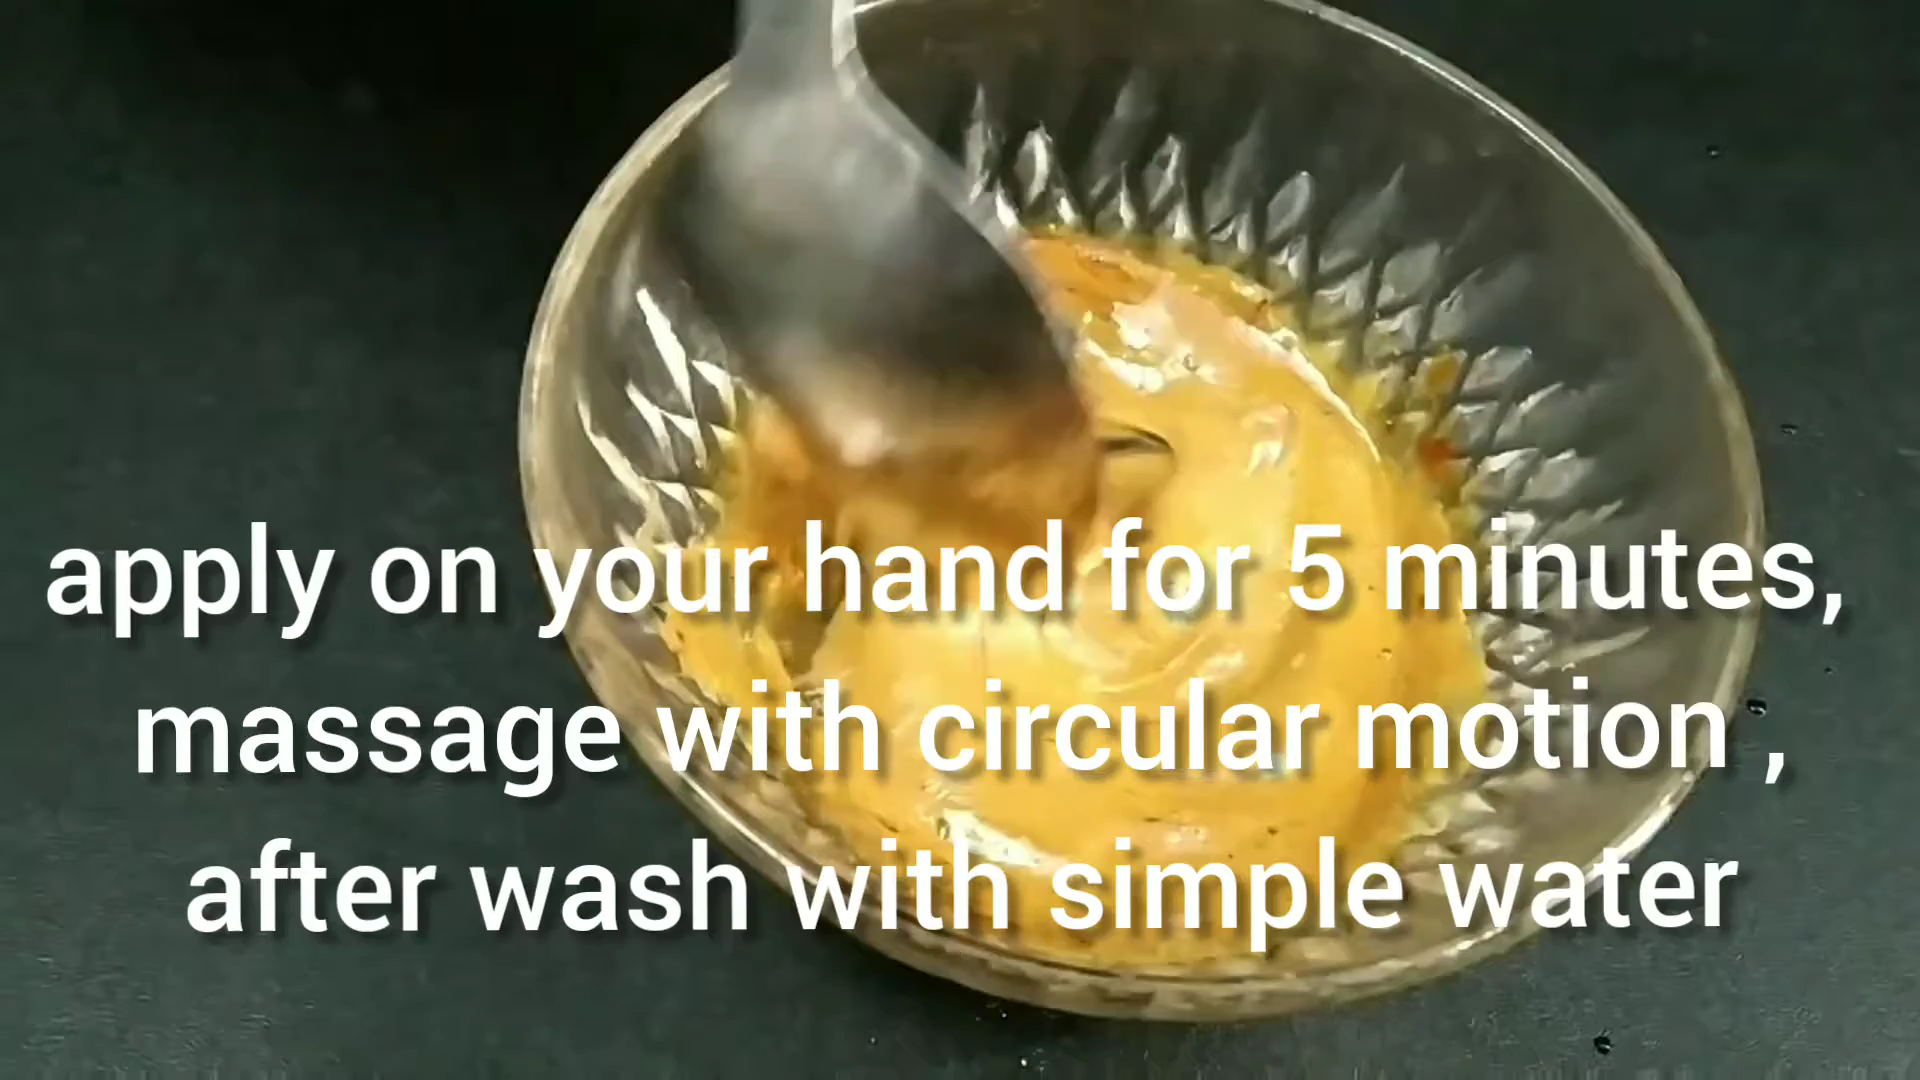 apply on your hand for 5 minutes,
massage with circular motion ,
after wash with simple water